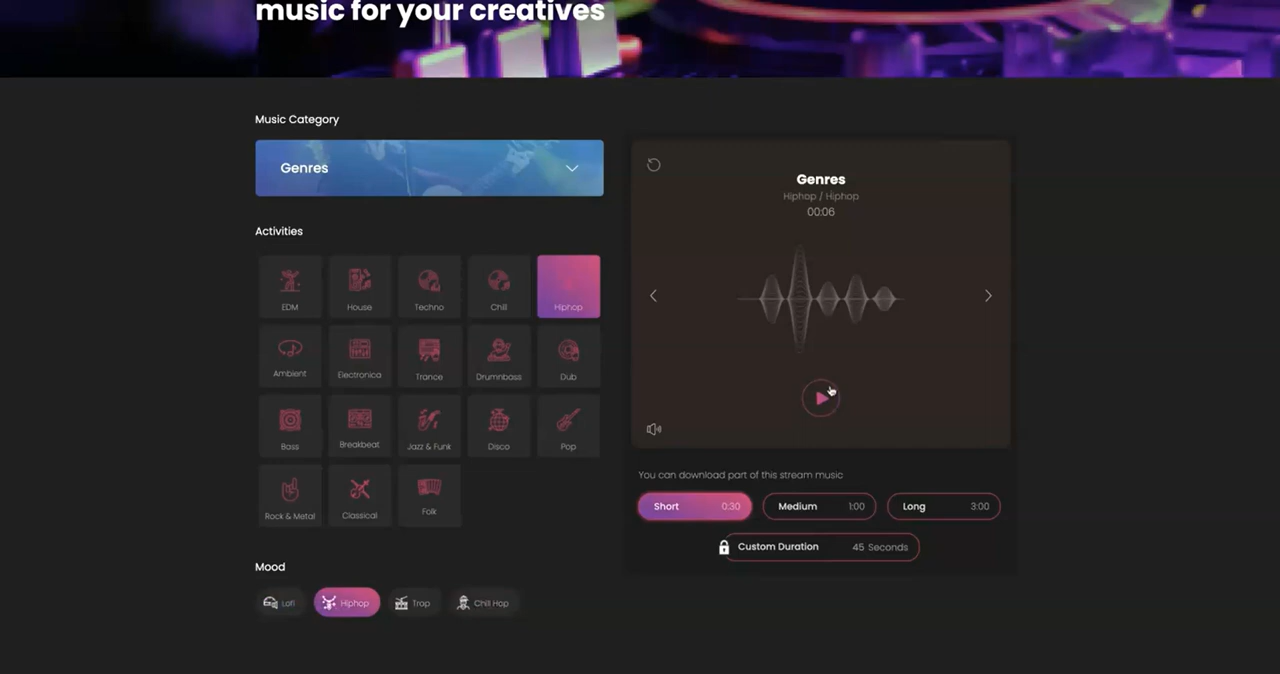 music for your creatives
Music Category
Genres
Activities
EDM
House
Techno
Chill
Hiphop
Ambient
Electronica
Trance
Drumnbass
Dub
Bass
Breakbeat
Jazz & Funk
Disco
Pop
Rock & Metal
Classical
Folk
Mood
Lofi
Hiphop
Trap
Chill Hop
Genres
Hiphop / Hiphop
00:06
You can download part of this stream music
Short 0:30
Medium 1:00
Long 3:00
Custom Duration 45 Seconds